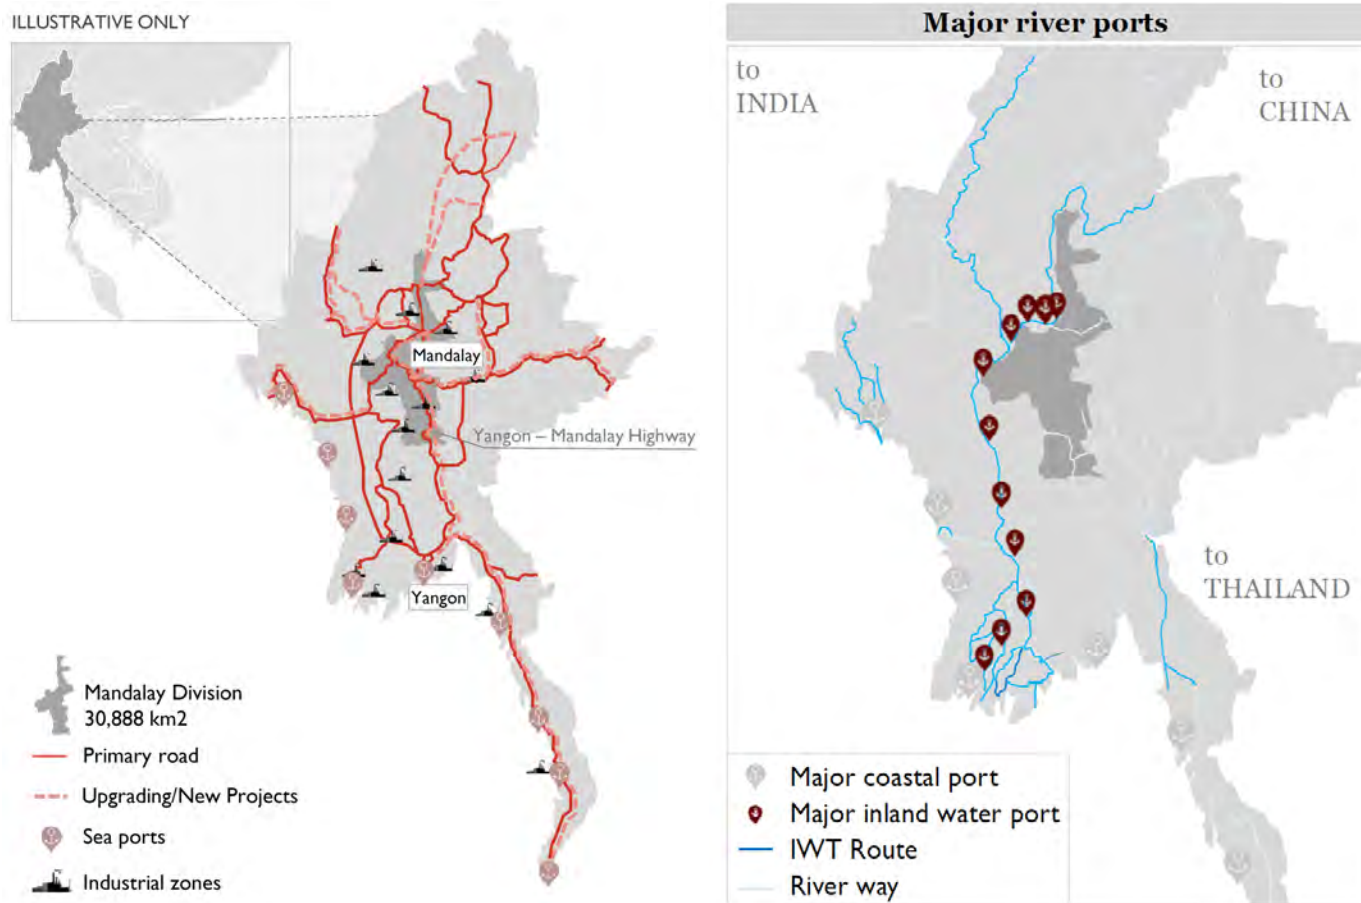 ILLUSTRATIVE ONLY
Mandalay
Yangon – Mandalay Highway
Yangon
Mandalay Division
30,888 km2
Primary road
Upgrading/New Projects
Sea ports
Industrial zones
Major river ports
to
INDIA
to
CHINA
to
THAILAND
Major coastal port
Major inland water port
IWT Route
River way